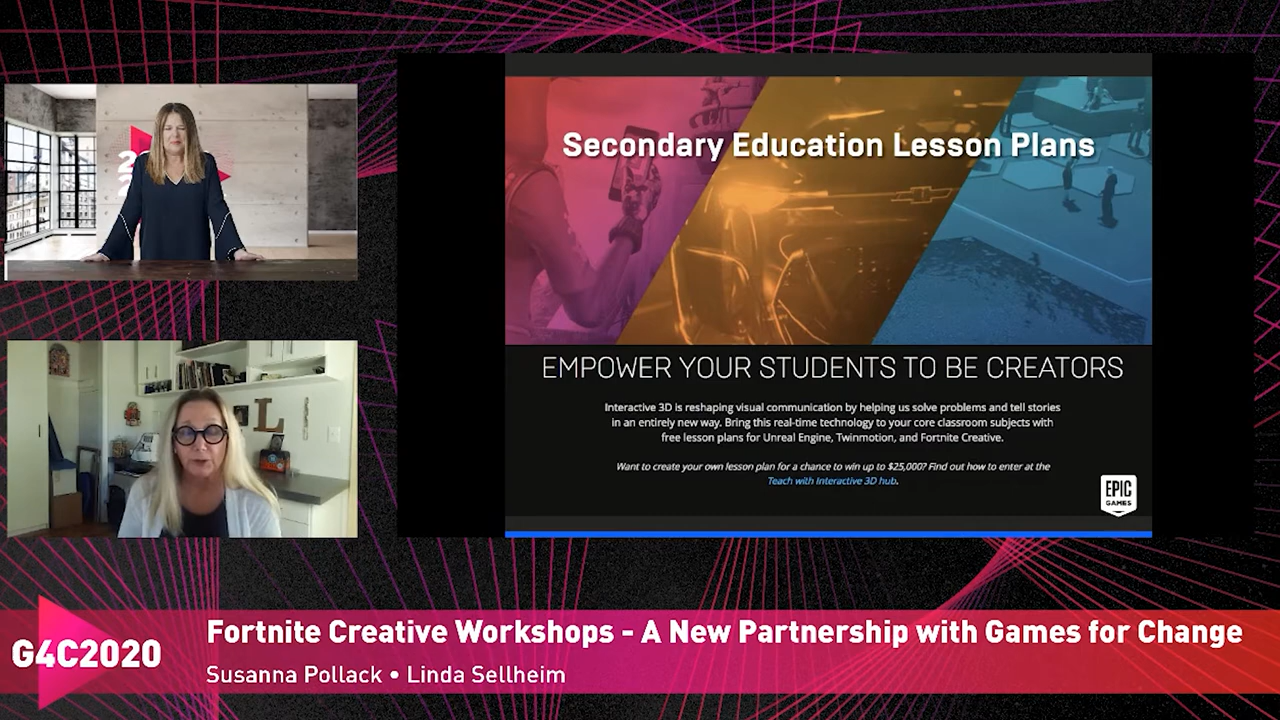 Secondary Education Lesson Plans
EMPOWER YOUR STUDENTS TO BE CREATORS
Interactive 3D is reshaping visual communication by helping us solve problems and tell stories
in an entirely new way. Bring this real-time technology to your core classroom subjects with
free lesson plans for Unreal Engine, Twinmotion, and Fortnite Creative.
Want to create your own lesson plan for a chance to win up to $25,000? Find out how to enter at the
Teach with Interactive 3D hub.
EPIC
GAMES
L
G4C2020
Fortnite Creative Workshops - A New Partnership with Games for Change
Susanna Pollack • Linda Sellheim